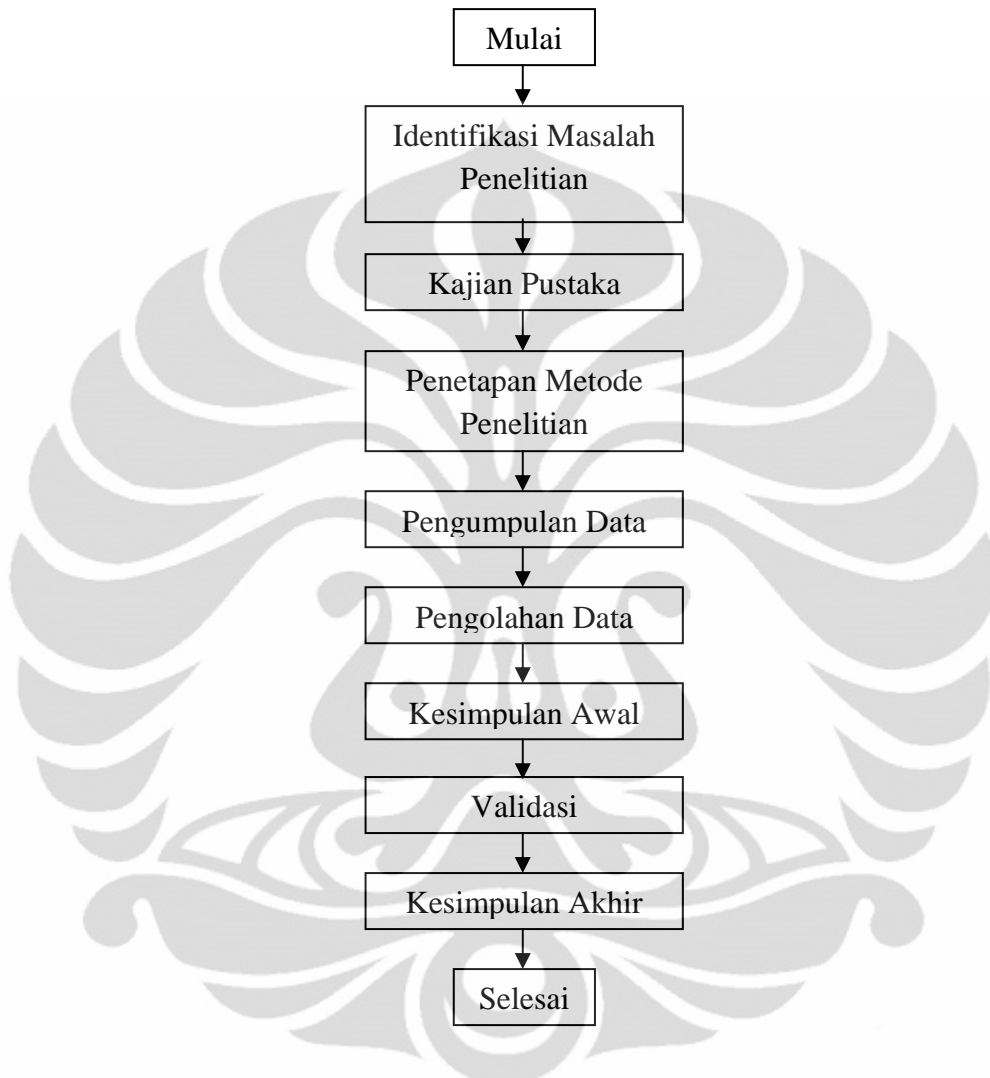 Mulai
Identifikasi Masalah
Penelitian
Kajian Pustaka
Penetapan Metode
Penelitian
Pengumpulan Data
Pengolahan Data
Kesimpulan Awal
Validasi
Kesimpulan Akhir
Selesai